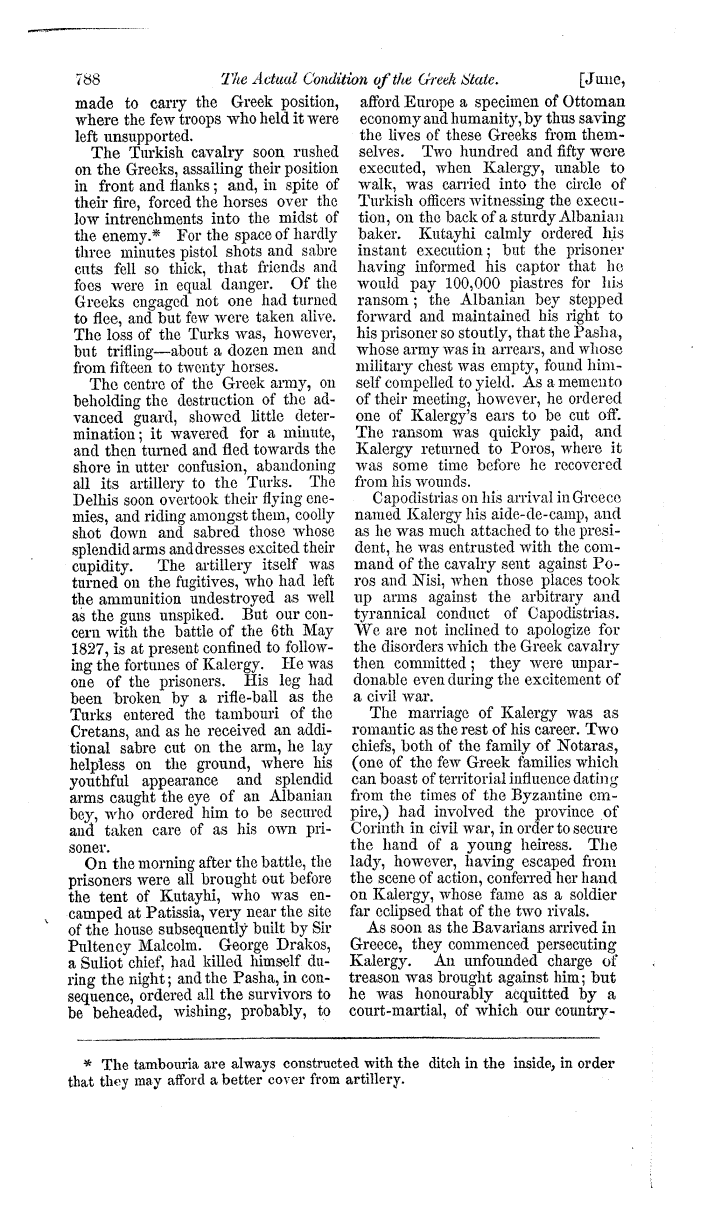 788 The Actual Condition of the Greek State. [June,
made to carry the Greek position,
where the few troops who held it were
left unsupported.
The Turkish cavalry soon rushed
on the Greeks, assailing their position
in front and flanks; and, in spite of
their fire, forced the horses over the
low intrenchments into the midst of
the enemy.* For the space of hardly
three minutes pistol shots and sabre
cuts fell so thick, that friends and
foes were in equal danger. Of the
Greeks engaged not one had turned
to flee, and but few were taken alive.
The loss of the Turks was, however,
but trifling—about a dozen men and
from fifteen to twenty horses.
The centre of the Greek army, on
beholding the destruction of the ad-
vanced guard, showed little deter-
mination; it wavered for a minute,
and then turned and fled towards the
shore in utter confusion, abandoning
all its artillery to the Turks. The
Delhis soon overtook their flying ene-
mies, and riding amongst them, coolly
shot down and sabred those whose
splendid arms and dresses excited their
cupidity. The artillery itself was
turned on the fugitives, who had left
the ammunition undestroyed as well
as the guns unspiked. But our con-
cern with the battle of the 6th May
1827, is at present confined to follow-
ing the fortunes of Kalergy. He was
one of the prisoners. His leg had
been broken by a rifle-ball as the
Turks entered the tambouri of the
Cretans, and as he received an addi-
tional sabre cut on the arm, he lay
helpless on the ground, where his
youthful appearance and splendid
arms caught the eye of an Albanian
bey, who ordered him to be secured
and taken care of as his own pri-
soner.
On the morning after the battle, the
prisoners were all brought out before
the tent of Kutayhi, who was en-
camped at Patissia, very near the site
of the house subsequently built by Sir
Pulteney Malcolm. George Drakos,
a Suliot chief, had killed himself du-
ring the night; and the Pasha, in con-
sequence, ordered all the survivors to
be beheaded, wishing, probably, to
afford Europe a specimen of Ottoman
economy and humanity, by thus saving
the lives of these Greeks from them-
selves. Two hundred and fifty were
executed, when Kalergy, unable to
walk, was carried into the circle of
Turkish officers witnessing the execu-
tion, on the back of a sturdy Albanian
baker. Kutayhi calmly ordered his
instant execution; but the prisoner
having informed his captor that he
would pay 100,000 piastres for his
ransom; the Albanian bey stepped
forward and maintained his right to
his prisoner so stoutly, that the Pasha,
whose army was in arrears, and whose
military chest was empty, found him-
self compelled to yield. As a memento
of their meeting, however, he ordered
one of Kalergy's ears to be cut off.
The ransom was quickly paid, and
Kalergy returned to Poros, where it
was some time before he recovered
from his wounds.
Capodistrias on his arrival in Greece
named Kalergy his aide-de-camp, and
as he was much attached to the presi-
dent, he was entrusted with the com-
mand of the cavalry sent against Po-
ros and Nisi, when those places took
up arms against the arbitrary and
tyrannical conduct of Capodistrias.
We are not inclined to apologize for
the disorders which the Greek cavalry
then committed; they were unpar-
donable even during the excitement of
a civil war.
The marriage of Kalergy was as
romantic as the rest of his career. Two
chiefs, both of the family of Notaras,
(one of the few Greek families which
can boast of territorial influence dating
from the times of the Byzantine em-
pire,) had involved the province of
Corinth in civil war, in order to secure
the hand of a young heiress. The
lady, however, having escaped from
the scene of action, conferred her hand
on Kalergy, whose fame as a soldier
far eclipsed that of the two rivals.
As soon as the Bavarians arrived in
Greece, they commenced persecuting
Kalergy. An unfounded charge of
treason was brought against him; but
he was honourably acquitted by a
court-martial, of which our country-
* The tambouria are always constructed with the ditch in the inside, in order
that they may afford a better cover from artillery.